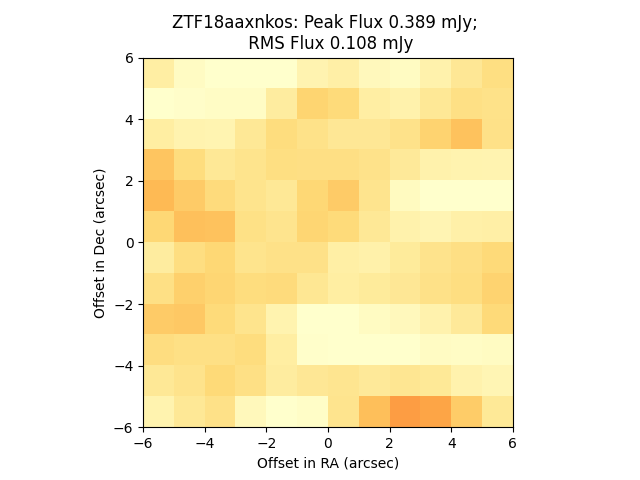 ZTF18aaxnkos: Peak Flux 0.389 mJy;
RMS Flux 0.108 mJy
6
4
2
0
−2
−4
−6
Offset in Dec (arcsec)
−6 −4 −2 0 2 4 6
Offset in RA (arcsec)